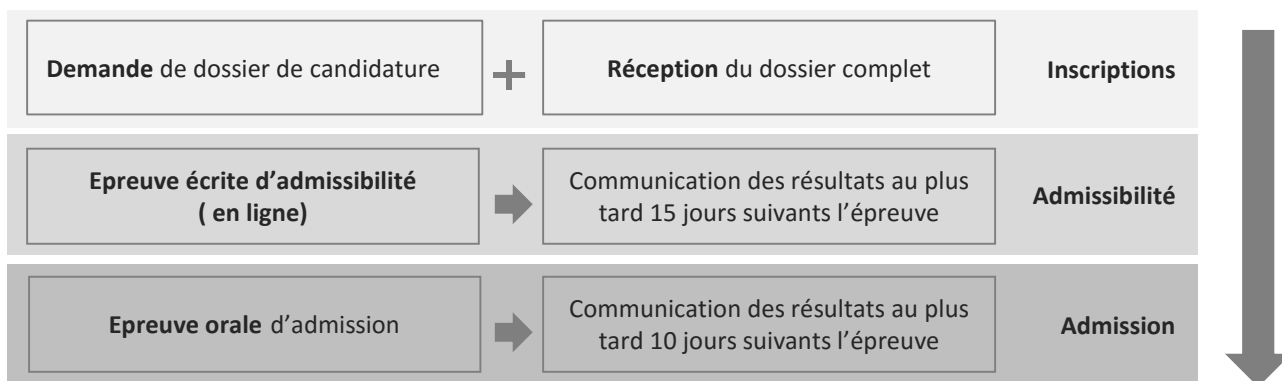 Demande de dossier de candidature
+
Réception du dossier complet
Inscriptions
Epreuve écrite d'admissibilité
( en ligne)
Communication des résultats au plus
tard 15 jours suivants l'épreuve
Admissibilité
Epreuve orale d'admission
Communication des résultats au plus
tard 10 jours suivants l'épreuve
Admission